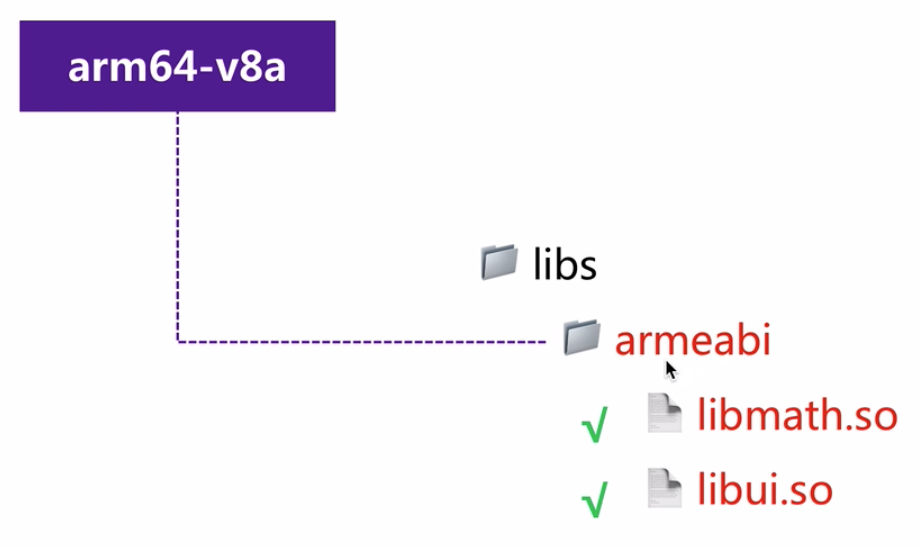 arm64-v8a
libs
armeabi
√ libmath.so
√ libui.so